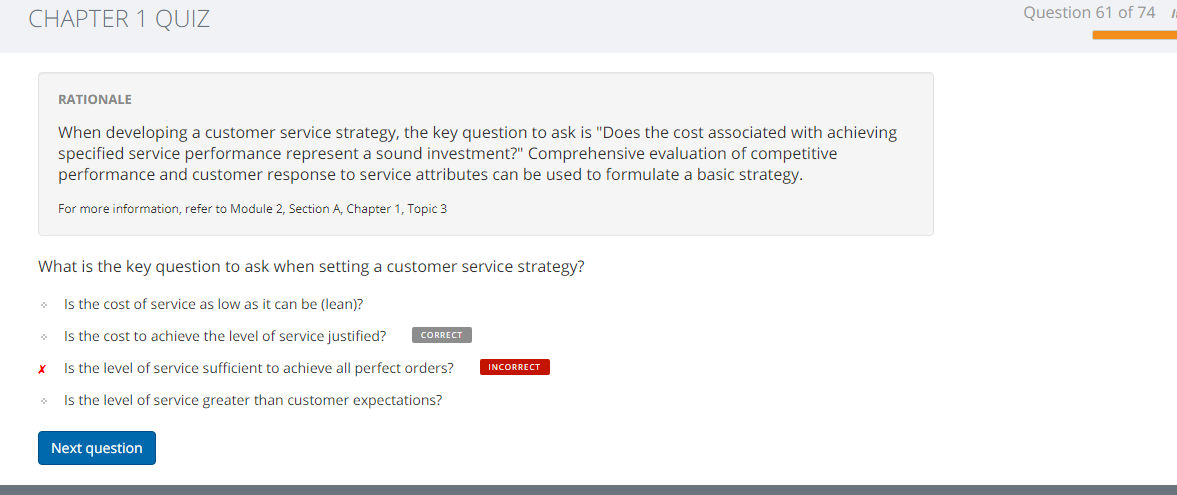 CHAPTER 1 QUIZ
Question 61 of 74
RATIONALE
When developing a customer service strategy, the key question to ask is "Does the cost associated with achieving
specified service performance represent a sound investment?" Comprehensive evaluation of competitive
performance and customer response to service attributes can be used to formulate a basic strategy.
For more information, refer to Module 2, Section A, Chapter 1, Topic 3
What is the key question to ask when setting a customer service strategy?
Is the cost of service as low as it can be (lean)?
Is the cost to achieve the level of service justified? CORRECT
✗ Is the level of service sufficient to achieve all perfect orders? INCORRECT
Is the level of service greater than customer expectations?
Next question